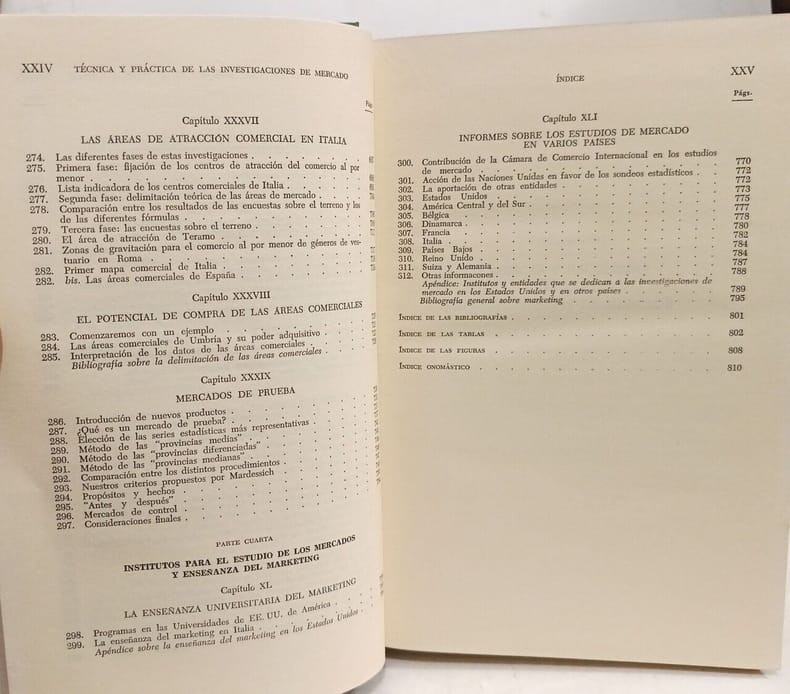 XXIV TÉCNICA Y PRÁCTICA DE LAS INVESTIGACIONES DE MERCADO
Capítulo XXXVII
LAS ÁREAS DE ATRACCIÓN COMERCIAL EN ITALIA
274. Las diferentes fases de estas investigaciones
275. Primera fase: fijación de los centros de atracción del comercio al por
menor
276. Lista indicadora de los centros comerciales de Italia
277. Segunda fase: delimitación teórica de las áreas de mercado
278. Comparación entre los resultados de las encuestas sobre el terreno y los
de las diferentes fórmulas
279. Tercera fase: las encuestas sobre el terreno
280. El área de atracción de Teramo
281. Zonas de gravitación para el comercio al por menor de géneros de ves-
tuario en Roma
282. Primer mapa comercial de Italia
282. bis. Las áreas comerciales de España
Capítulo XXXVIII
EL POTENCIAL DE COMPRA DE LAS ÁREAS COMERCIALES
283. Comenzaremos con un ejemplo
284. Las áreas comerciales de Umbría y su poder adquisitivo
285. Interpretación de los datos de las áreas comerciales
Bibliografía sobre la delimitación de las áreas comerciales
Capítulo XXXIX
MERCADOS DE PRUEBA
286. Introducción de nuevos productos
287. ¿Qué es un mercado de prueba?
288. Elección de las series estadísticas más representativas
289. Método de las "provincias medias"
290. Método de las "provincias diferenciadas"
291. Método de las "provincias medianas"
292. Comparación entre los distintos procedimientos
293. Nuestros criterios propuestos por Mardessich
294. Propósitos y hechos
295. "Antes y después"
296. Mercados de control
297. Consideraciones finales
PARTE CUARTA
INSTITUTOS PARA EL ESTUDIO DE LOS MERCADOS
Y ENSEÑANZA DEL MARKETING
Capítulo XL
LA ENSEÑANZA UNIVERSITARIA DEL MARKETING
298. Programas en las Universidades de EE. UU. de América
299. La enseñanza del marketing en Italia
Apéndice sobre la enseñanza del marketing en los Estados Unidos
ÍNDICE XXV
Págs.
Capítulo XLI
INFORMES SOBRE LOS ESTUDIOS DE MERCADO
EN VARIOS PAÍSES
300. Contribución de la Cámara de Comercio Internacional en los estudios
de mercado 770
301. Acción de las Naciones Unidas en favor de los sondeos estadísticos 772
302. La aportación de otras entidades 772
303. Estados Unidos 773
304. América Central y del Sur 775
305. Bélgica 777
306. Dinamarca 778
307. Francia 780
308. Italia 782
309. Países Bajos 784
310. Reino Unido 784
311. Suiza y Alemania 787
312. Otras informaciones 788
Apéndice: Institutos y entidades que se dedican a las investigaciones de
mercado en los Estados Unidos y en otros países 789
Bibliografía general sobre marketing 795
ÍNDICE DE LAS BIBLIOGRAFÍAS 801
ÍNDICE DE LAS TABLAS 802
ÍNDICE DE LAS FIGURAS 808
ÍNDICE ONOMÁSTICO 810